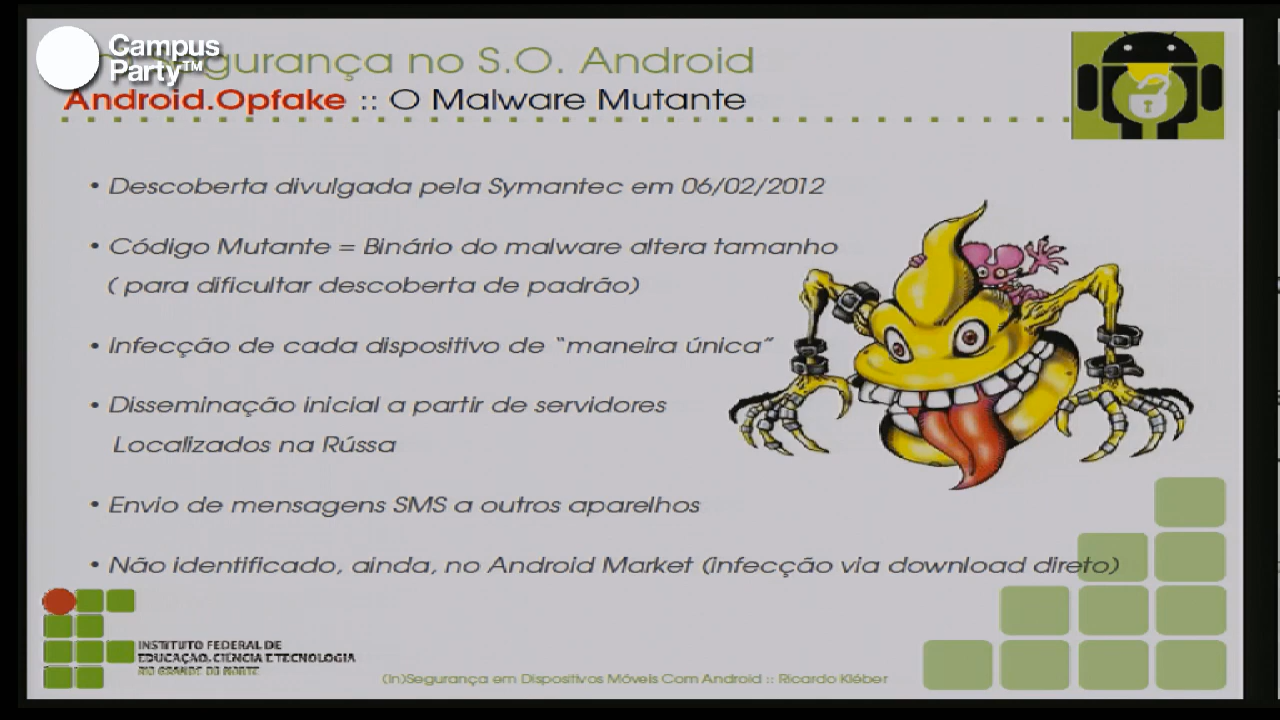 Campus
Party™
gurança no S.O. Android
Android.Opfake :: O Malware Mutante
• Descoberta divulgada pela Symantec em 06/02/2012
• Código Mutante = Binário do malware altera tamanho
( para dificultar descoberta de padrão)
• Infecção de cada dispositivo de “maneira única”
• Disseminação inicial a partir de servidores
Localizados na Rússa
• Envio de mensagens SMS a outros aparelhos
• Não identificado, ainda, no Android Market (infecção via download direto)
INSTITUTO FEDERAL DE
EDUCAÇÃO, CIÊNCIA E TECNOLOGIA
RIO GRANDE DO NORTE
(In)Segurança em Dispositivos Móveis Com Android :: Ricardo Kléber